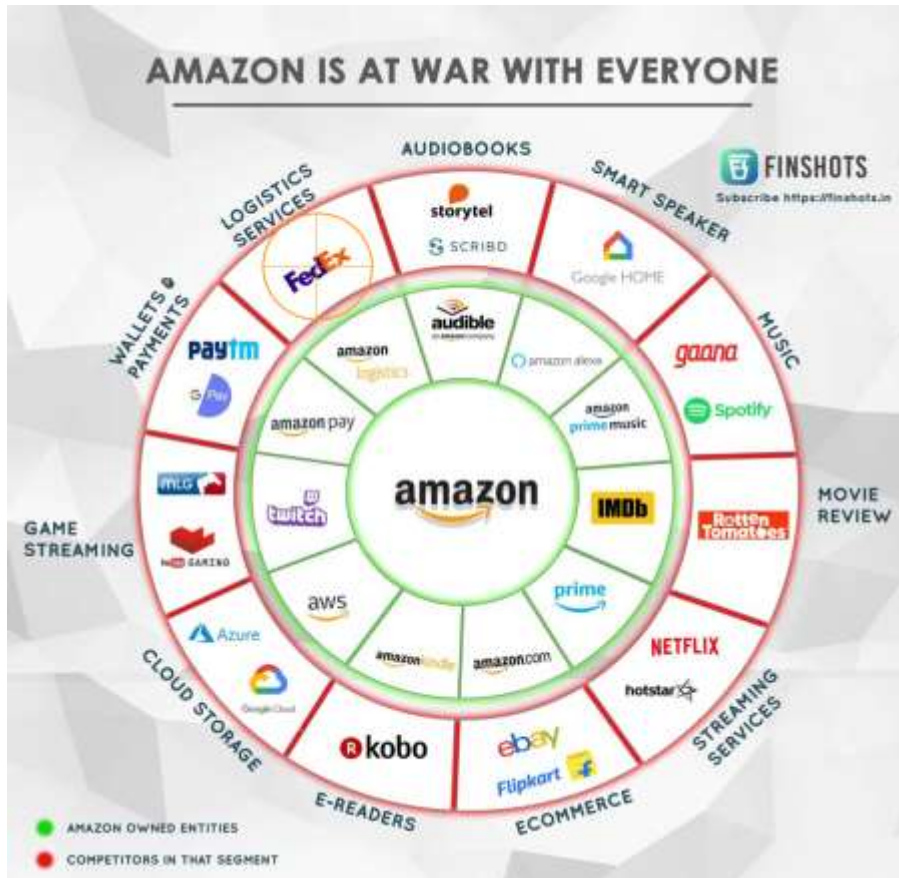 AMAZON IS AT WAR WITH EVERYONE
FINSHOTS
Subscribe https://finshots.in
AUDIOBOOKS
storytel
SCRIBD
audible
an amazon company
SMART SPEAKER
Google HOME
amazon alexa
MUSIC
gaana
Spotify
amazon
prime music
MOVIE
REVIEW
Rotten
Tomatoes
IMDb
STREAMING
SERVICES
NETFLIX
hotstar
prime
ECOMMERCE
ebay
Flipkart
amazon.com
E-READERS
R kobo
amazonkindle
CLOUD STORAGE
Azure
Google Cloud
aws
GAME
STREAMING
MLG
GAMING
twitch
WALLETS &
PAYMENTS
paytm
G Pay
amazon pay
LOGISTICS
SERVICES
FedEx
amazon
logistics
amazon
AMAZON OWNED ENTITIES
COMPETITORS IN THAT SEGMENT